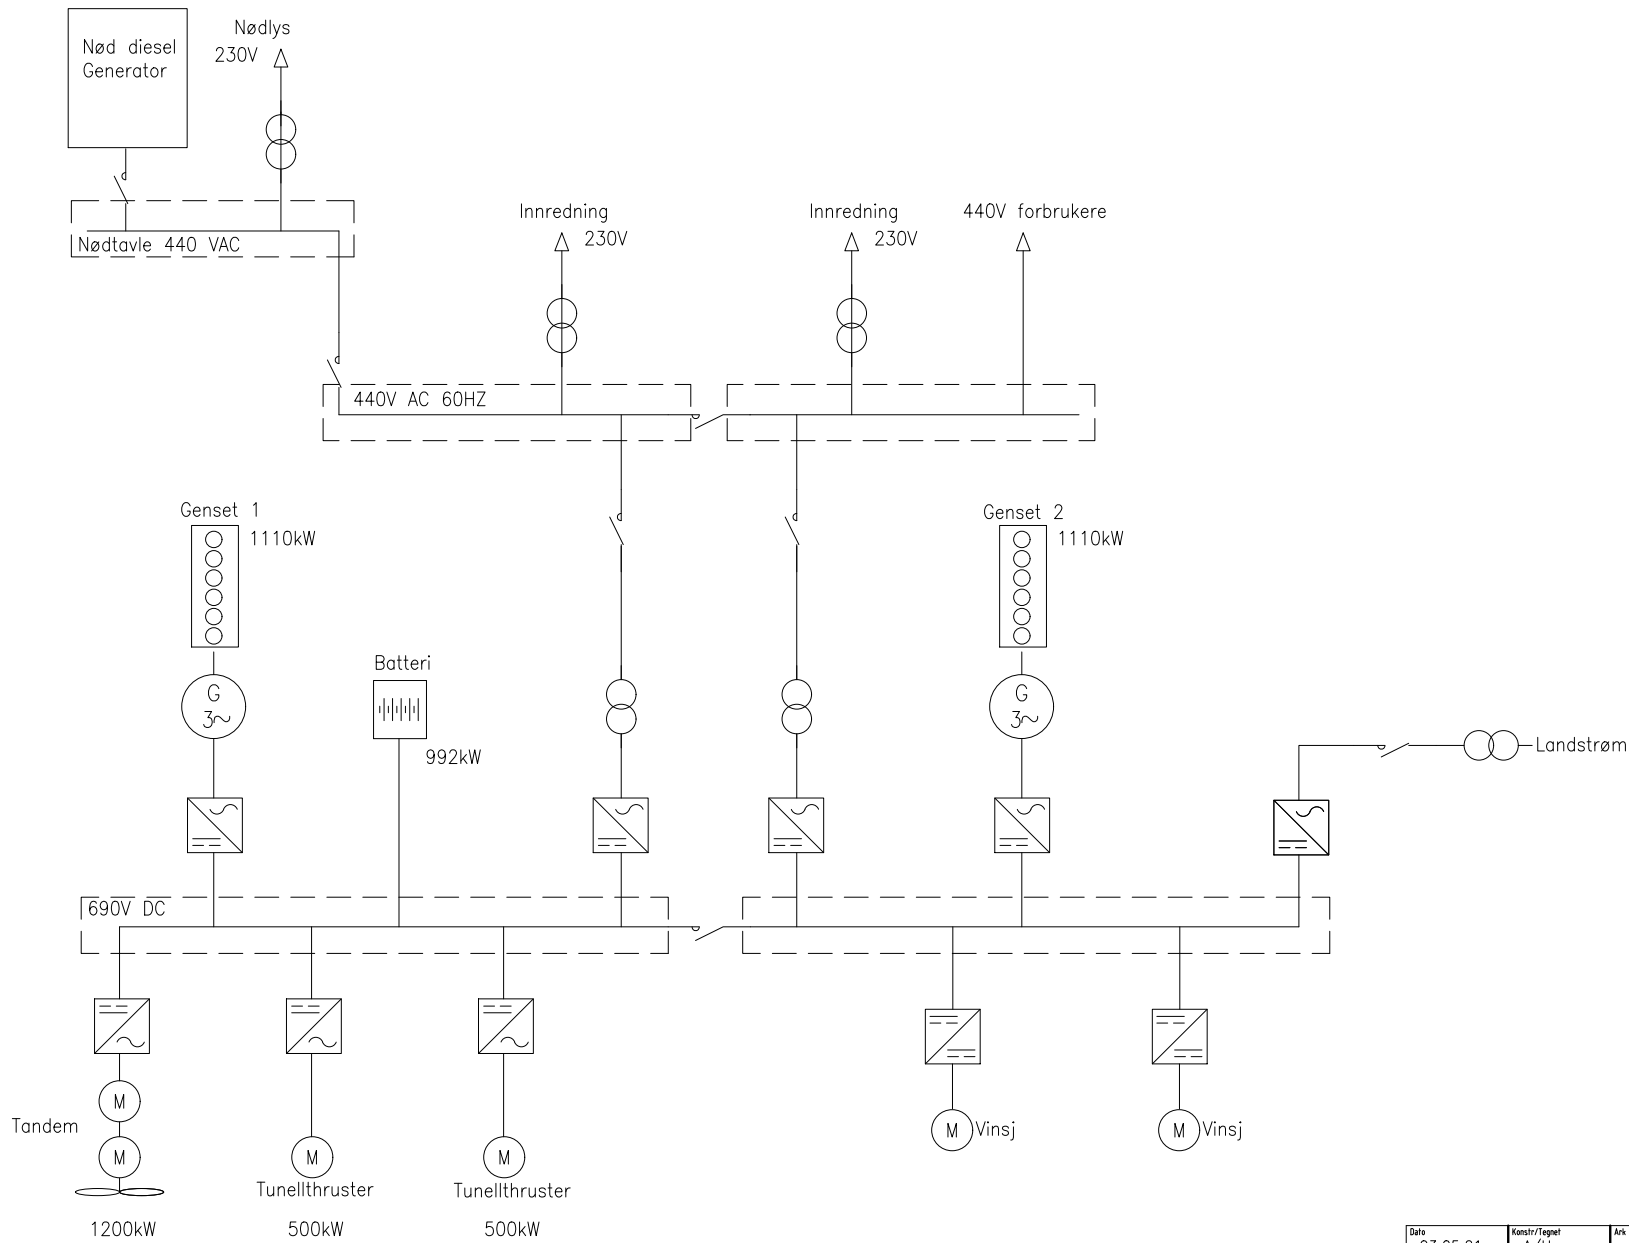 Nød diesel
Generator
Nødlys
230V
Nødtavle 440 VAC
Innredning
230V
Innredning
230V
440V forbrukere
440V AC 60HZ
Genset 1
1110kW
Genset 2
1110kW
G
3~
Batteri
992kW
G
3~
Landstrøm
690V DC
M
M
Tandem
1200kW
M
Tunellthruster
500kW
M
Tunellthruster
500kW
M
Vinsj
M
Vinsj
Dato
Konstr/Tegnet
Ark